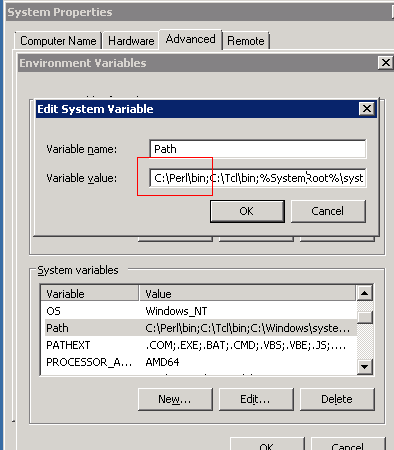 System Properties
Computer Name Hardware Advanced Remote
Environment Variables
Edit System Variable
Variable name: Path
Variable value: C:\Perl\bin;C:\Tcl\bin;%SystemRoot%\syst
OK Cancel
System variables
Variable Value
OS Windows_NT
Path C:\Perl\bin;C:\Tcl\bin;C:\Windows\syste...
PATHEXT .COM;.EXE;.BAT;.CMD;.VBS;.VBE;.JS;....
PROCESSOR_A... AMD64
New... Edit... Delete
OK Cancel